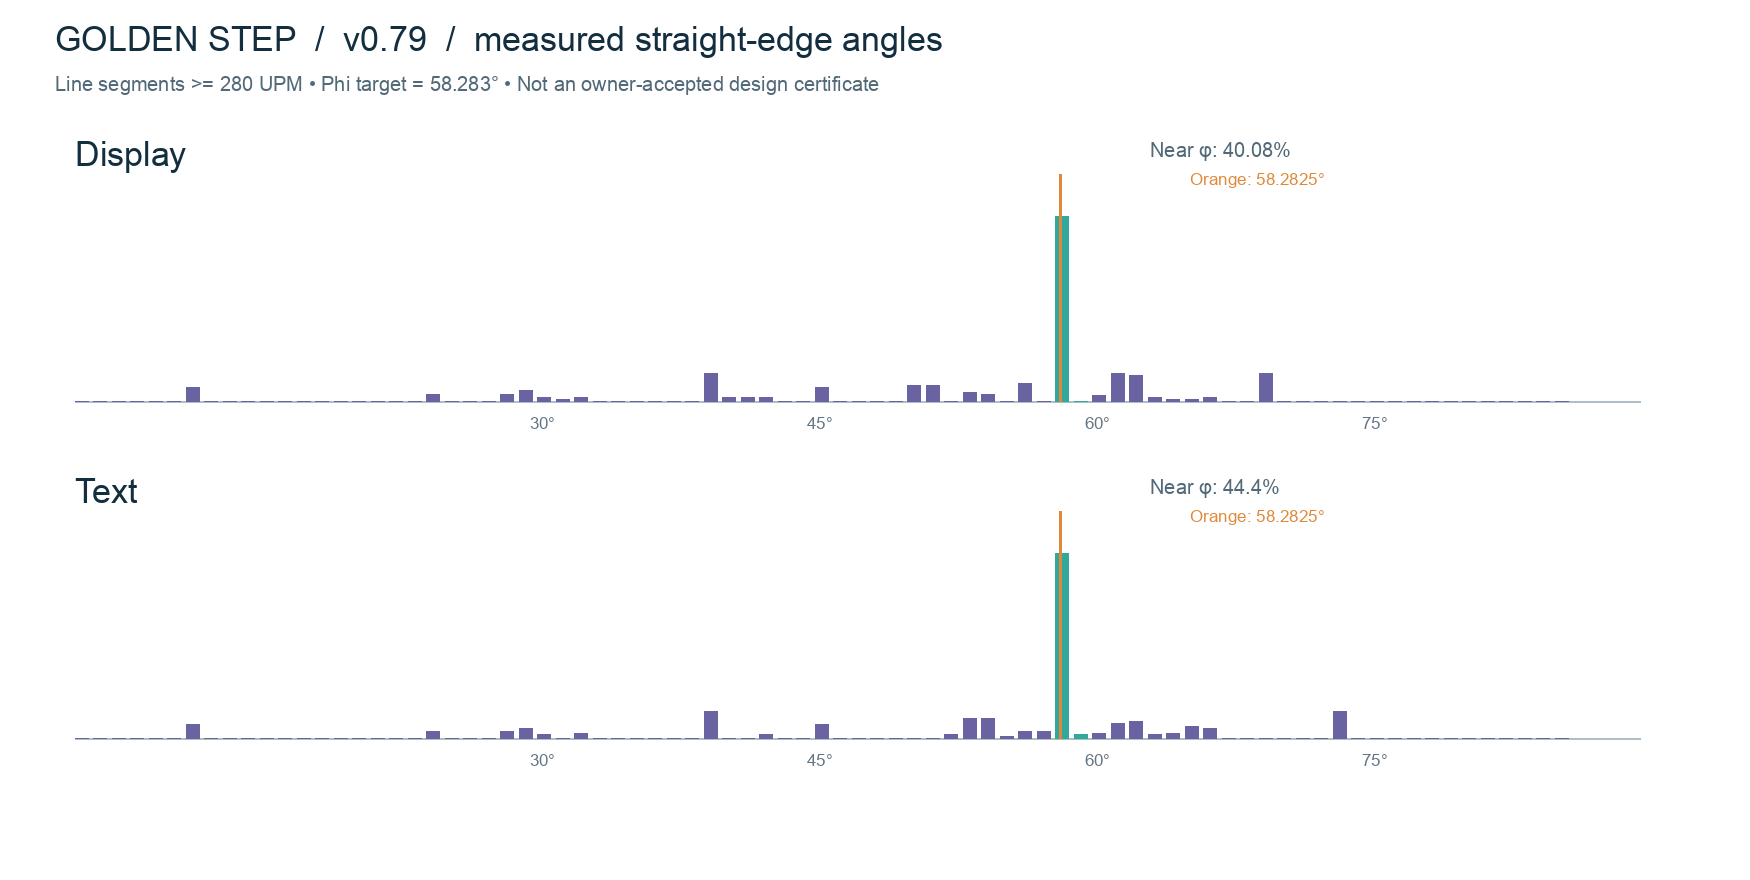 GOLDEN STEP / v0.79 / measured straight-edge angles
Line segments >= 280 UPM • Phi target = 58.283° • Not an owner-accepted design certificate
Display
Near φ: 40.08%
Orange: 58.2825°
30° 45° 60° 75°
Text
Near φ: 44.4%
Orange: 58.2825°
30° 45° 60° 75°